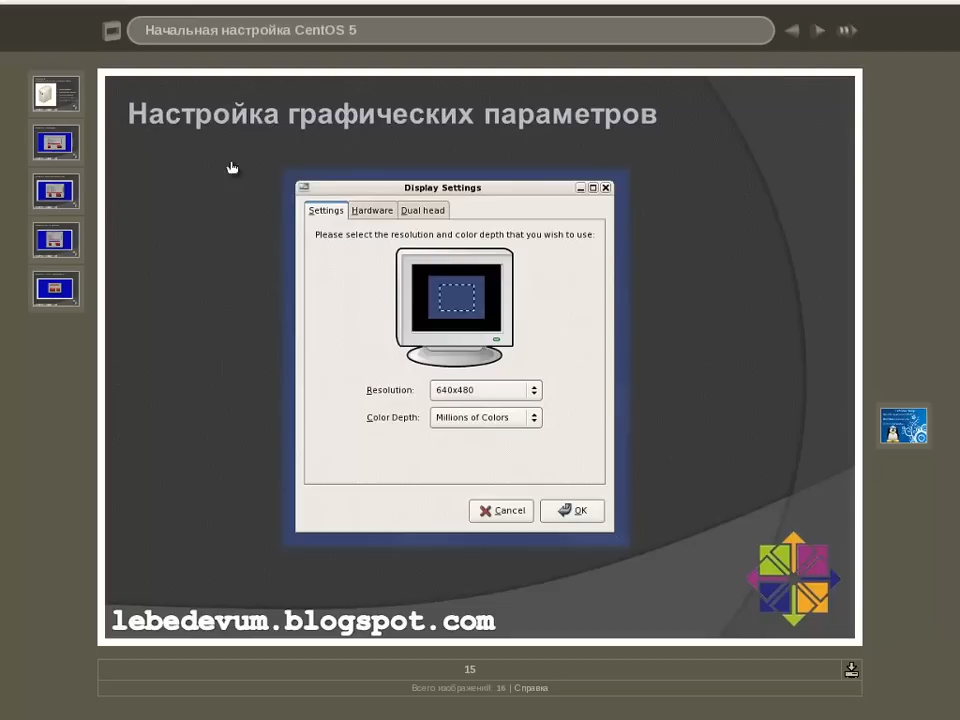 Начальная настройка CentOS 5
Настройка графических параметров
Display Settings
Settings Hardware Dual head
Please select the resolution and color depth that you wish to use:
Resolution: 640x480
Color Depth: Millions of Colors
Cancel OK
lebedevum.blogspot.com
15
Всего изображений: 16 | Справка